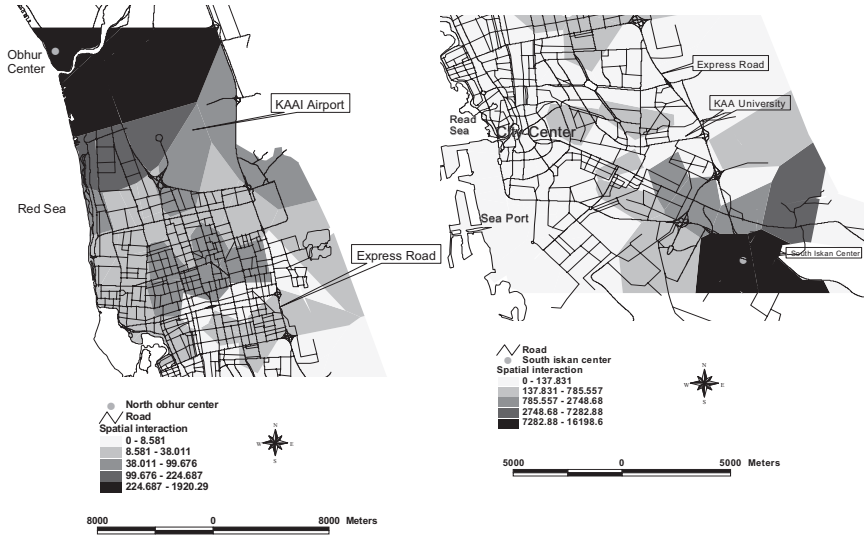 Obhur
Center
KAAI Airport
Red Sea
Express Road
North obhur center
Road
Spatial interaction
0 - 8.581
8.581 - 38.011
38.011 - 99.676
99.676 - 224.687
224.687 - 1920.29
N
W E
S
8000 0 8000 Meters
Express Road
KAA University
Read
Sea
City Center
Sea Port
South Iskan Center
Road
South iskan center
Spatial interaction
0 - 137.831
137.831 - 785.557
785.557 - 2748.68
2748.68 - 7282.88
7282.88 - 16198.6
N
W E
S
5000 0 5000 Meters